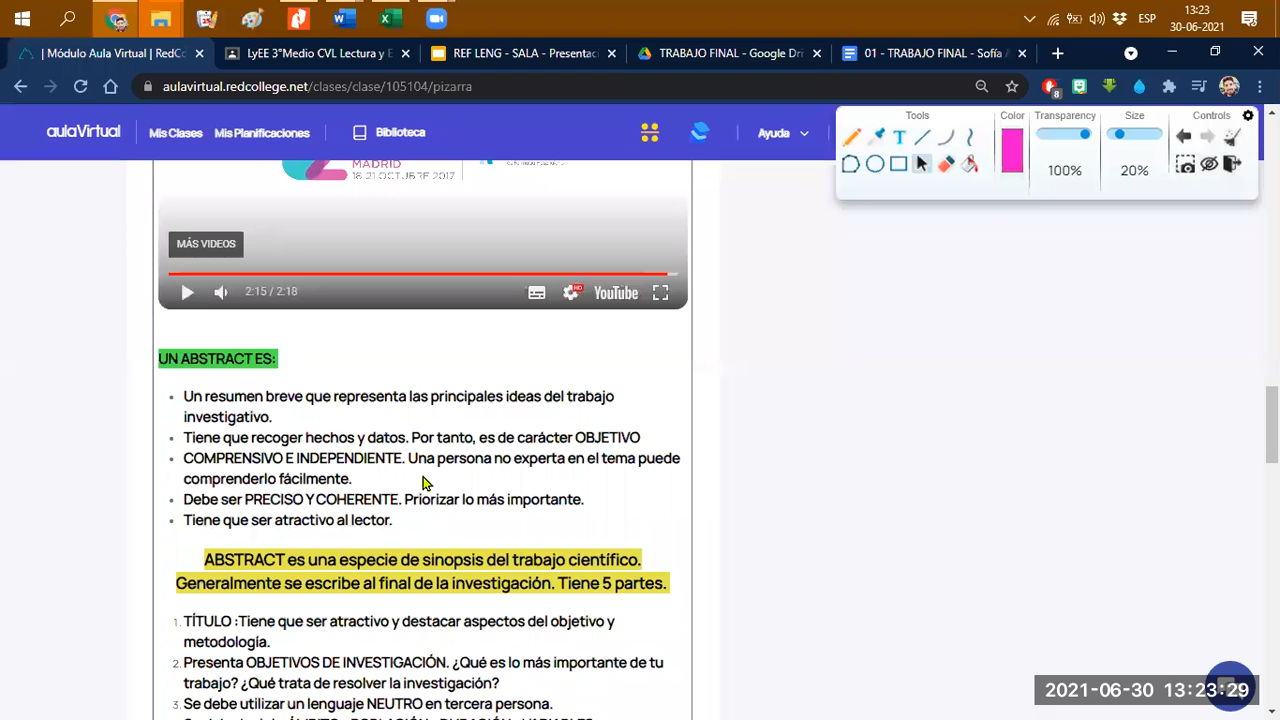 13:23
ESP
30-06-2021
| Módulo Aula Virtual | RedCo
LyEE 3°Medio CVL Lectura y E
REF LENG - SALA - Presentaci
TRABAJO FINAL - Google Dri
01 - TRABAJO FINAL - Sofía
aulavirtual.redcollege.net/clases/clase/105104/pizarra
aulaVirtual
Mis Clases
Mis Planificaciones
Biblioteca
Ayuda
Tools
Color
Transparency
Size
Controls
100%
20%
MADRID
16-21 OCTUBRE 2017
MÁS VIDEOS
2:15 / 2:18
HD
YouTube
UN ABSTRACT ES:
• Un resumen breve que representa las principales ideas del trabajo
investigativo.
• Tiene que recoger hechos y datos. Por tanto, es de carácter OBJETIVO
• COMPRENSIVO E INDEPENDIENTE. Una persona no experta en el tema puede
comprenderlo fácilmente.
• Debe ser PRECISO Y COHERENTE. Priorizar lo más importante.
• Tiene que ser atractivo al lector.
ABSTRACT es una especie de sinopsis del trabajo científico.
Generalmente se escribe al final de la investigación. Tiene 5 partes.
1. TÍTULO :Tiene que ser atractivo y destacar aspectos del objetivo y
metodología.
2. Presenta OBJETIVOS DE INVESTIGACIÓN. ¿Qué es lo más importante de tu
trabajo? ¿Qué trata de resolver la investigación?
3. Se debe utilizar un lenguaje NEUTRO en tercera persona.
2021-06-30 13:23:29